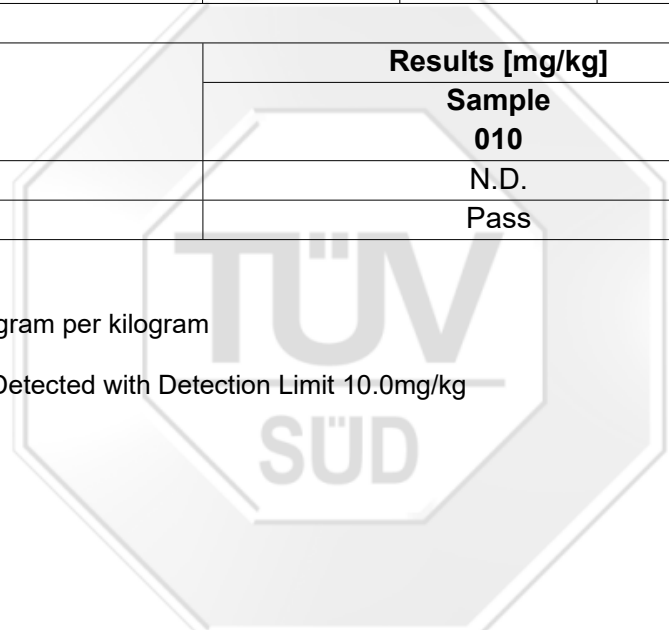 Results [mg/kg]
Sample
010
N.D.
Pass
gram per kilogram
Detected with Detection Limit 10.0mg/kg
TÜV
SÜD